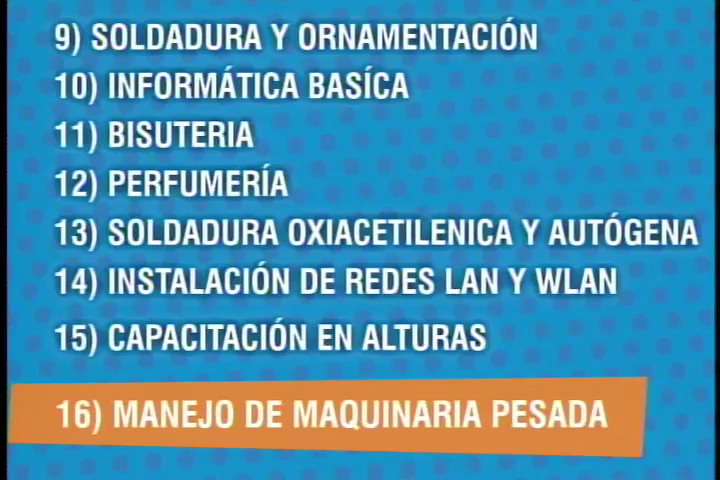 9) SOLDADURA Y ORNAMENTACIÓN
10) INFORMÁTICA BASÍCA
11) BISUTERIA
12) PERFUMERÍA
13) SOLDADURA OXIACETILENICA Y AUTÓGENA
14) INSTALACIÓN DE REDES LAN Y WLAN
15) CAPACITACIÓN EN ALTURAS
16) MANEJO DE MAQUINARIA PESADA